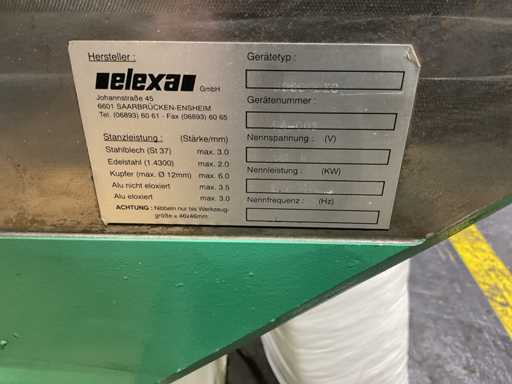 Hersteller :
elexa GmbH
Johannstraße 45
6601 SAARBRÜCKEN-ENSHEIM
Tel. (06893) 60 61 - Fax (06893) 60 65
Stanzleistung : (Stärke/mm)
Stahlblech (St 37) max. 3.0
Edelstahl (1.4300) max. 2.0
Kupfer (max. Ø 12mm) max. 6.0
Alu nicht eloxiert max. 3.5
Alu eloxiert max. 3.0
ACHTUNG : Nibbeln nur bis Werkzeug-
größe x 46x46mm
Gerätetyp :
Gerätenummer :
Nennspannung : (V)
Nennleistung : (KW)
Nennfrequenz : (Hz)